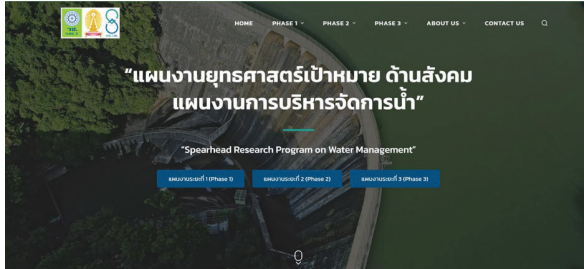 HOME PHASE 1 PHASE 2 PHASE 3 ABOUT US CONTACT US
"แผนงานยุทธศาสตร์เป้าหมาย ด้านสังคม
แผนงานการบริหารจัดการน้ำ"
"Spearhead Research Program on Water Management"
แผนงานระยะที่ 1 (Phase 1) แผนงานระยะที่ 2 (Phase 2) แผนงานระยะที่ 3 (Phase 3)